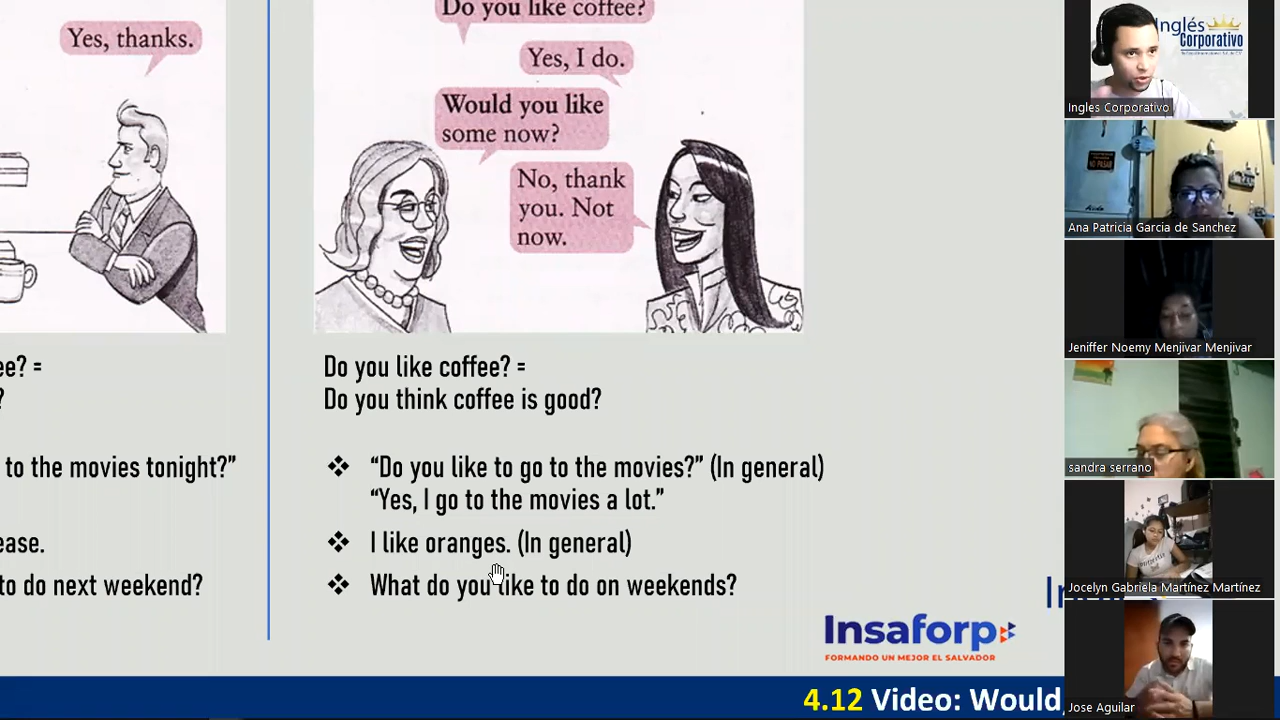 Yes, thanks.
Do you like coffee?
Yes, I do.
Would you like
some now?
No, thank
you. Not
now.
ee? =
?
to the movies tonight?”
ease.
to do next weekend?
Do you like coffee? =
Do you think coffee is good?
“Do you like to go to the movies?” (In general)
“Yes, I go to the movies a lot.”
I like oranges. (In general)
What do you like to do on weekends?
Insaforp
FORMANDO UN MEJOR EL SALVADOR
4.12 Video: Would,
Inglés
Corporativo
Ingles Corporativo
NO PASAR
Ana Patricia Garcia de Sanchez
Jeniffer Noemy Menjivar Menjivar
sandra serrano
Jocelyn Gabriela Martínez Martínez
Jose Aguilar